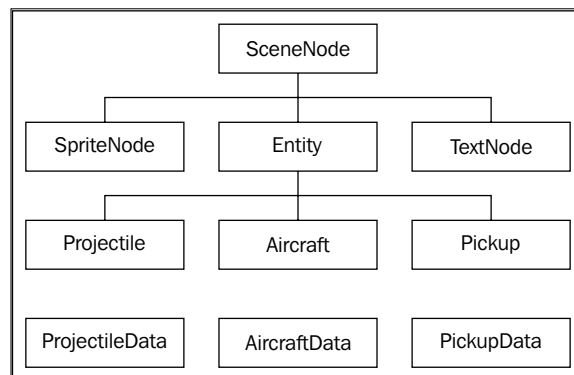 SceneNode
SpriteNode Entity TextNode
Projectile Aircraft Pickup
ProjectileData AircraftData PickupData